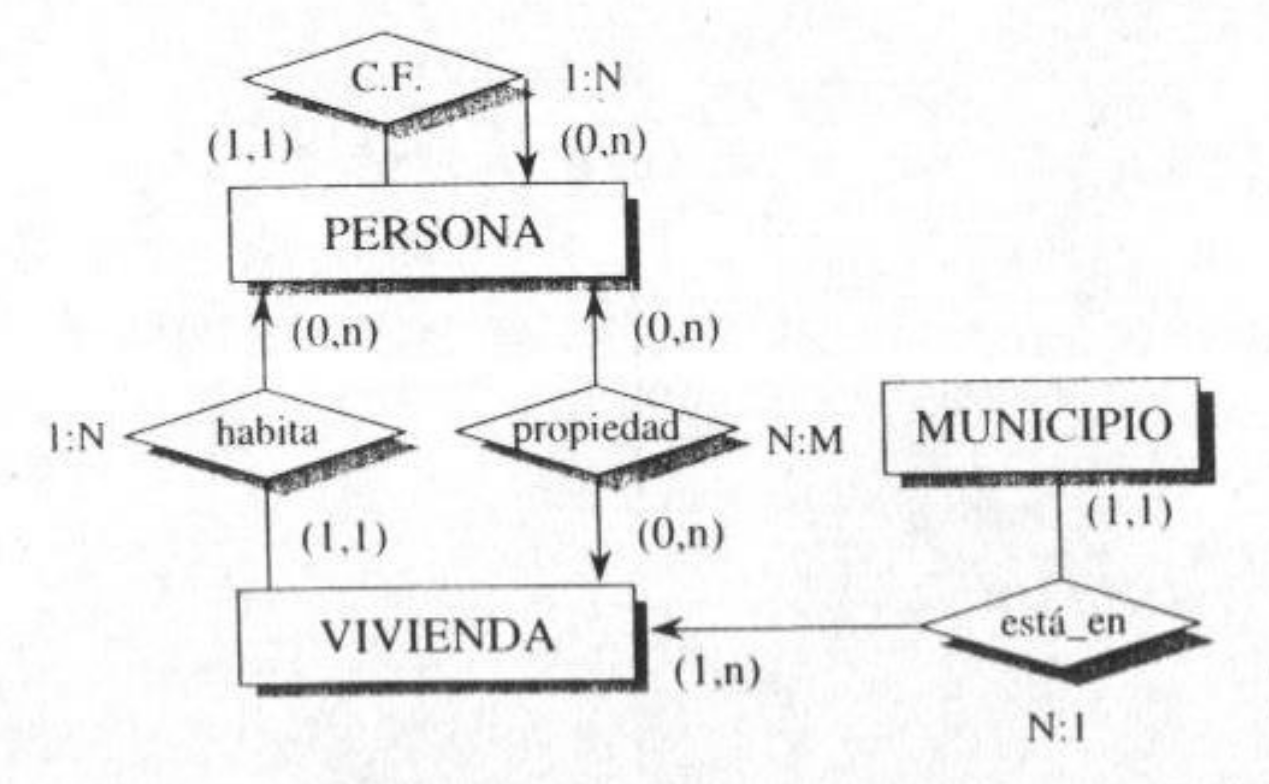 C.F.
1:N
(1,1)
(0,n)
PERSONA
(0,n)
(0,n)
1:N
habita
propiedad
N:M
MUNICIPIO
(1,1)
(0,n)
(1,1)
VIVIENDA
está_en
(1,n)
N:1